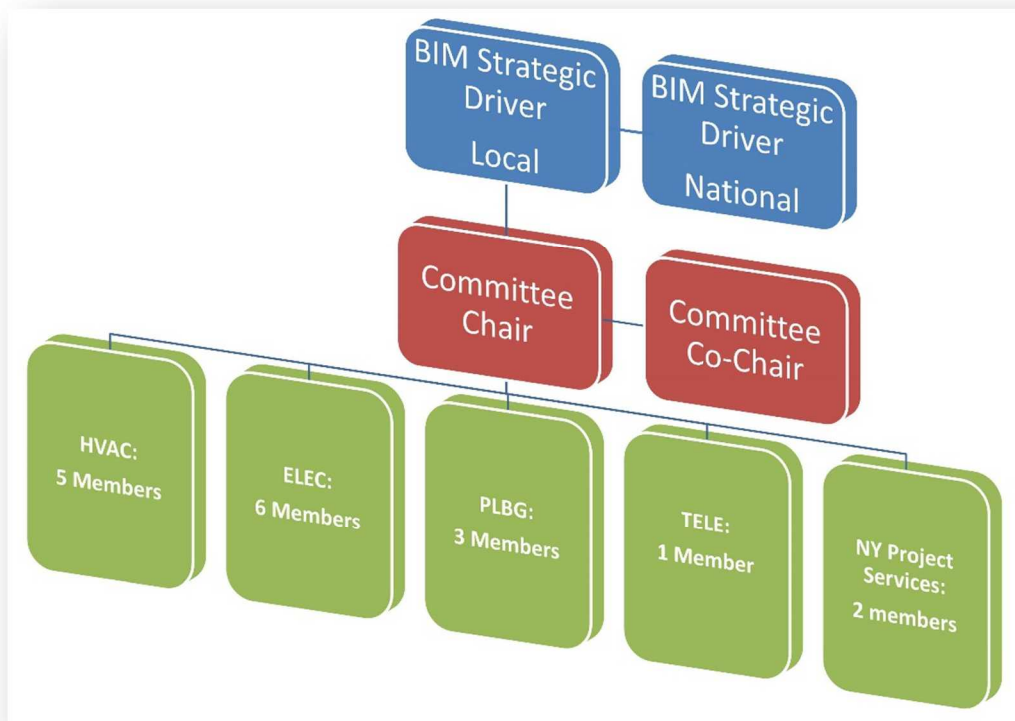 BIM Strategic
Driver
Local
BIM Strategic
Driver
National
Committee
Chair
Committee
Co-Chair
HVAC:
5 Members
ELEC:
6 Members
PLBG:
3 Members
TELE:
1 Member
NY Project
Services:
2 members